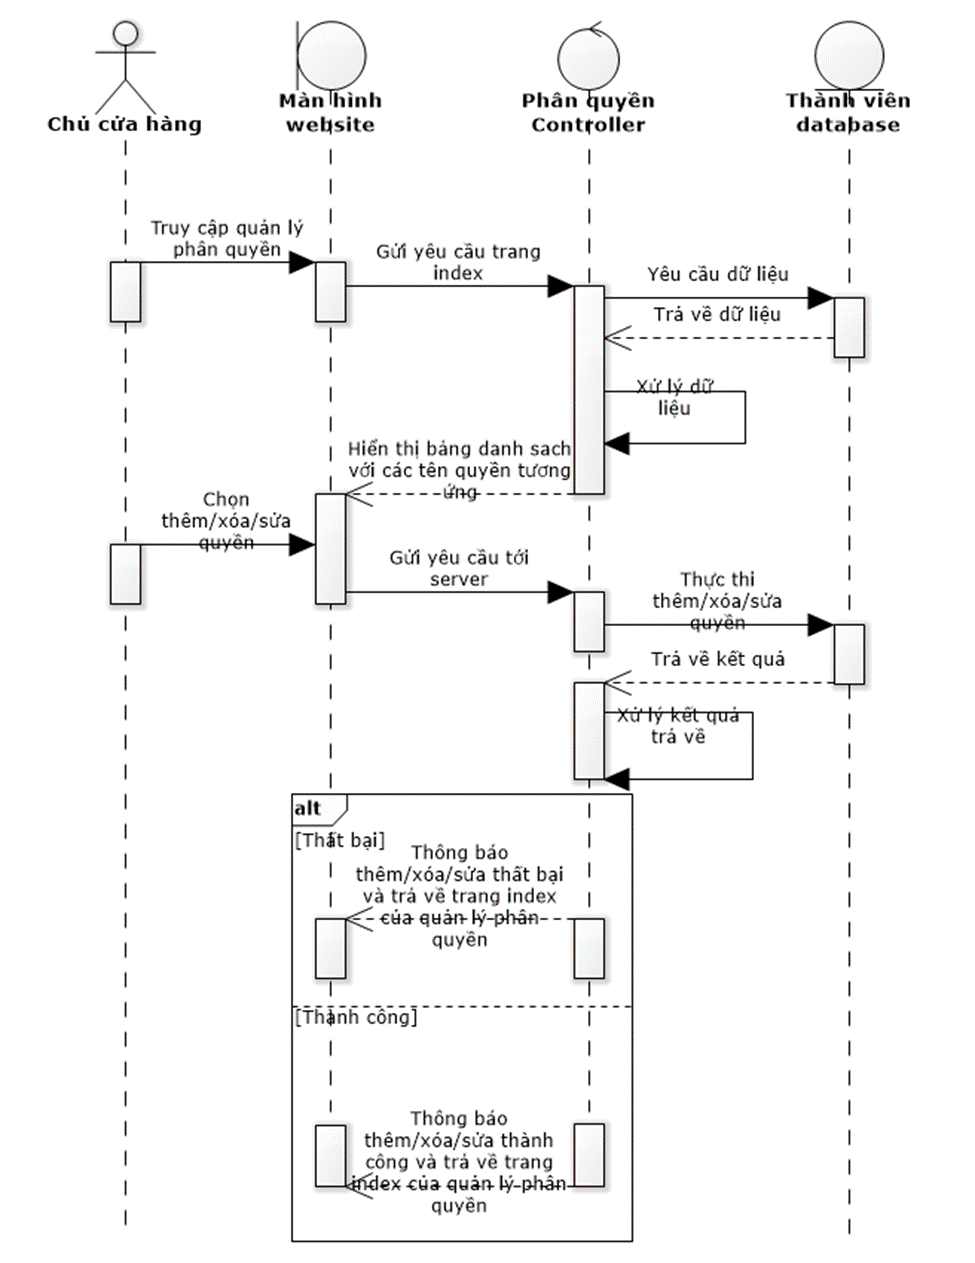 Chủ cửa hàng
Màn hình
website
Phân quyền
Controller
Thành viên
database
Truy cập quản lý
phân quyền
Gửi yêu cầu trang
index
Yêu cầu dữ liệu
Trả về dữ liệu
Xử lý dữ
liệu
Hiển thị bảng danh sach
với các tên quyền tương
ứng
Chọn
thêm/xóa/sửa
quyền
Gửi yêu cầu tới
server
Thực thi
thêm/xóa/sửa
quyền
Trả về kết quả
Xử lý kết quả
trả về
alt
[Thất bại]
Thông báo
thêm/xóa/sửa thất bại
và trả về trang index
của quản lý phân
quyền
[Thành công]
Thông báo
thêm/xóa/sửa thành
công và trả về trang
index của quản lý phân
quyền